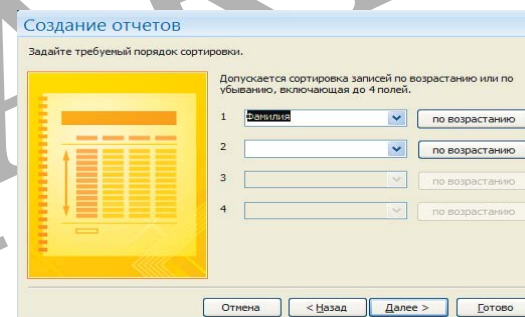 Создание отчетов
Задайте требуемый порядок сортировки.
Допускается сортировка записей по возрастанию или по
убыванию, включающая до 4 полей.
1 Фамилия по возрастанию
2 по возрастанию
3 по возрастанию
4 по возрастанию
Отмена < Назад Далее > Готово